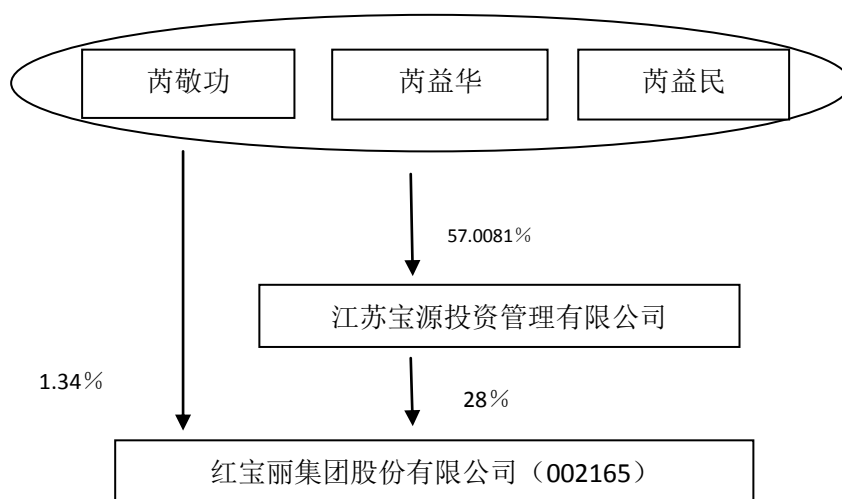 芮敬功 芮益华 芮益民
57.0081％
江苏宝源投资管理有限公司
1.34％ 28％
红宝丽集团股份有限公司（002165）